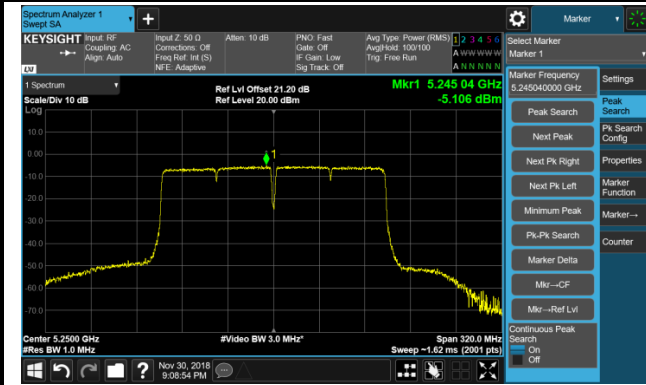 Spectrum Analyzer 1
Swept SA
Marker
KEYSIGHT
Input: RF
Coupling: AC
Align: Auto
Input Z: 50 Ω
Corrections: Off
Freq Ref: Int (S)
NFE: Adaptive
Atten: 10 dB
PNO: Fast
Gate: Off
IF Gain: Low
Sig Track: Off
Avg Type: Power (RMS)
Avg|Hold: 100/100
Trig: Free Run
1 2 3 4 5 6
A W W W W W
A N N N N N
LXI
Select Marker
Marker 1
1 Spectrum
Scale/Div 10 dB
Log
Ref Lvl Offset 21.20 dB
Ref Level 20.00 dBm
Mkr1 5.245 04 GHz
-5.106 dBm
10.0
0.00
-10.0
-20.0
-30.0
-40.0
-50.0
-60.0
-70.0
1
Center 5.2500 GHz
#Res BW 1.0 MHz
#Video BW 3.0 MHz*
Span 320.0 MHz
Sweep ~1.62 ms (2001 pts)
Marker Frequency
5.245040000 GHz
Peak Search
Next Peak
Next Pk Right
Next Pk Left
Minimum Peak
Pk-Pk Search
Marker Delta
Mkr→CF
Mkr→Ref Lvl
Continuous Peak
Search
On
Off
Settings
Peak
Search
Pk Search
Config
Properties
Marker
Function
Marker→
Counter
?
Nov 30, 2018
9:08:54 PM